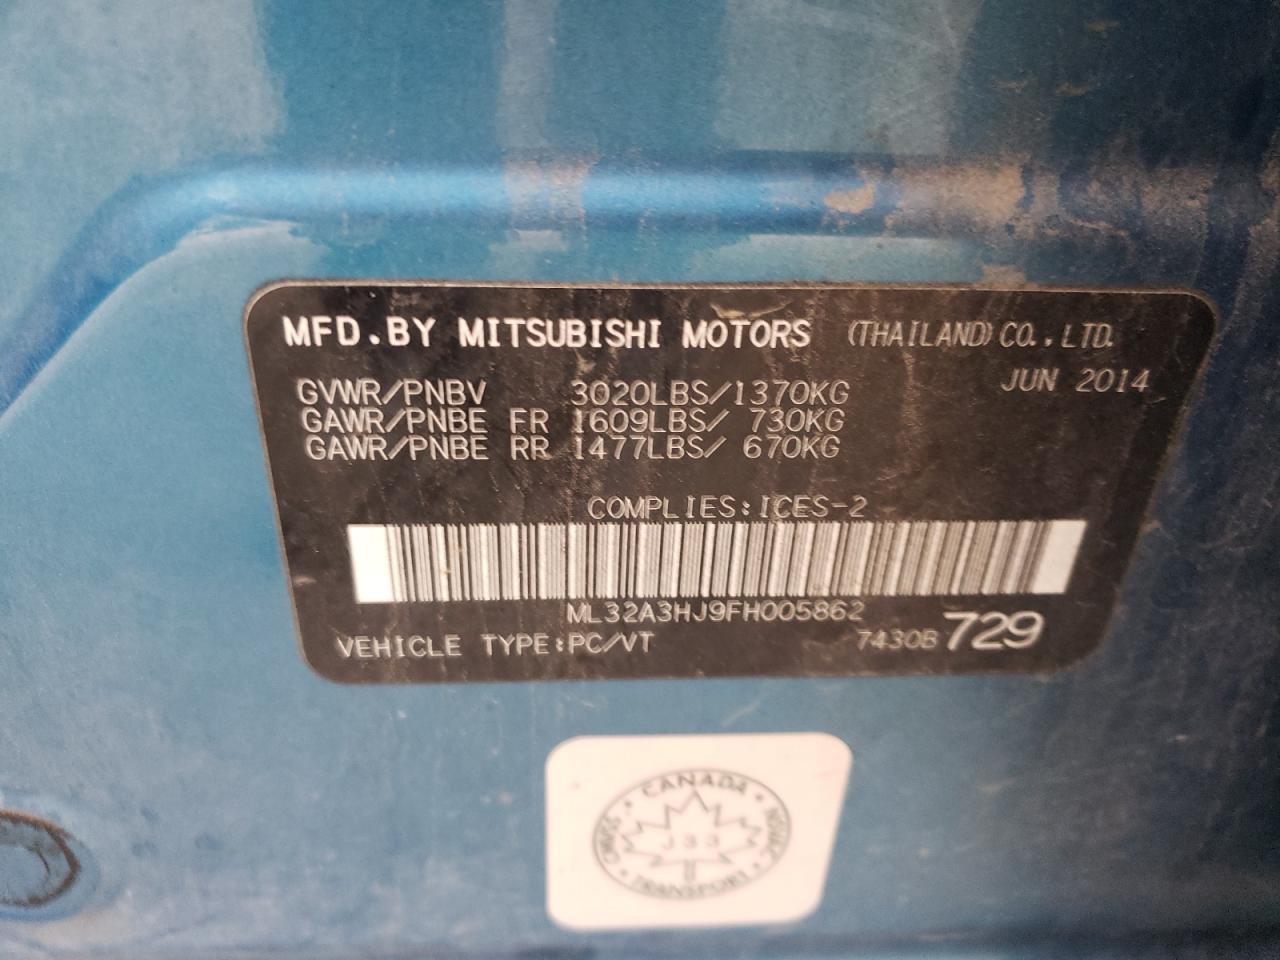 MFD.BY MITSUBISHI MOTORS (THAILAND)CO.,LTD.
JUN 2014
GVWR/PNBV 3020LBS/1370KG
GAWR/PNBE FR 1609LBS/ 730KG
GAWR/PNBE RR 1477LBS/ 670KG
COMPLIES:ICES-2
ML32A3HJ9FH005862
VEHICLE TYPE:PC/VT 7430B 729
CANADA
J33
TRANSPORT